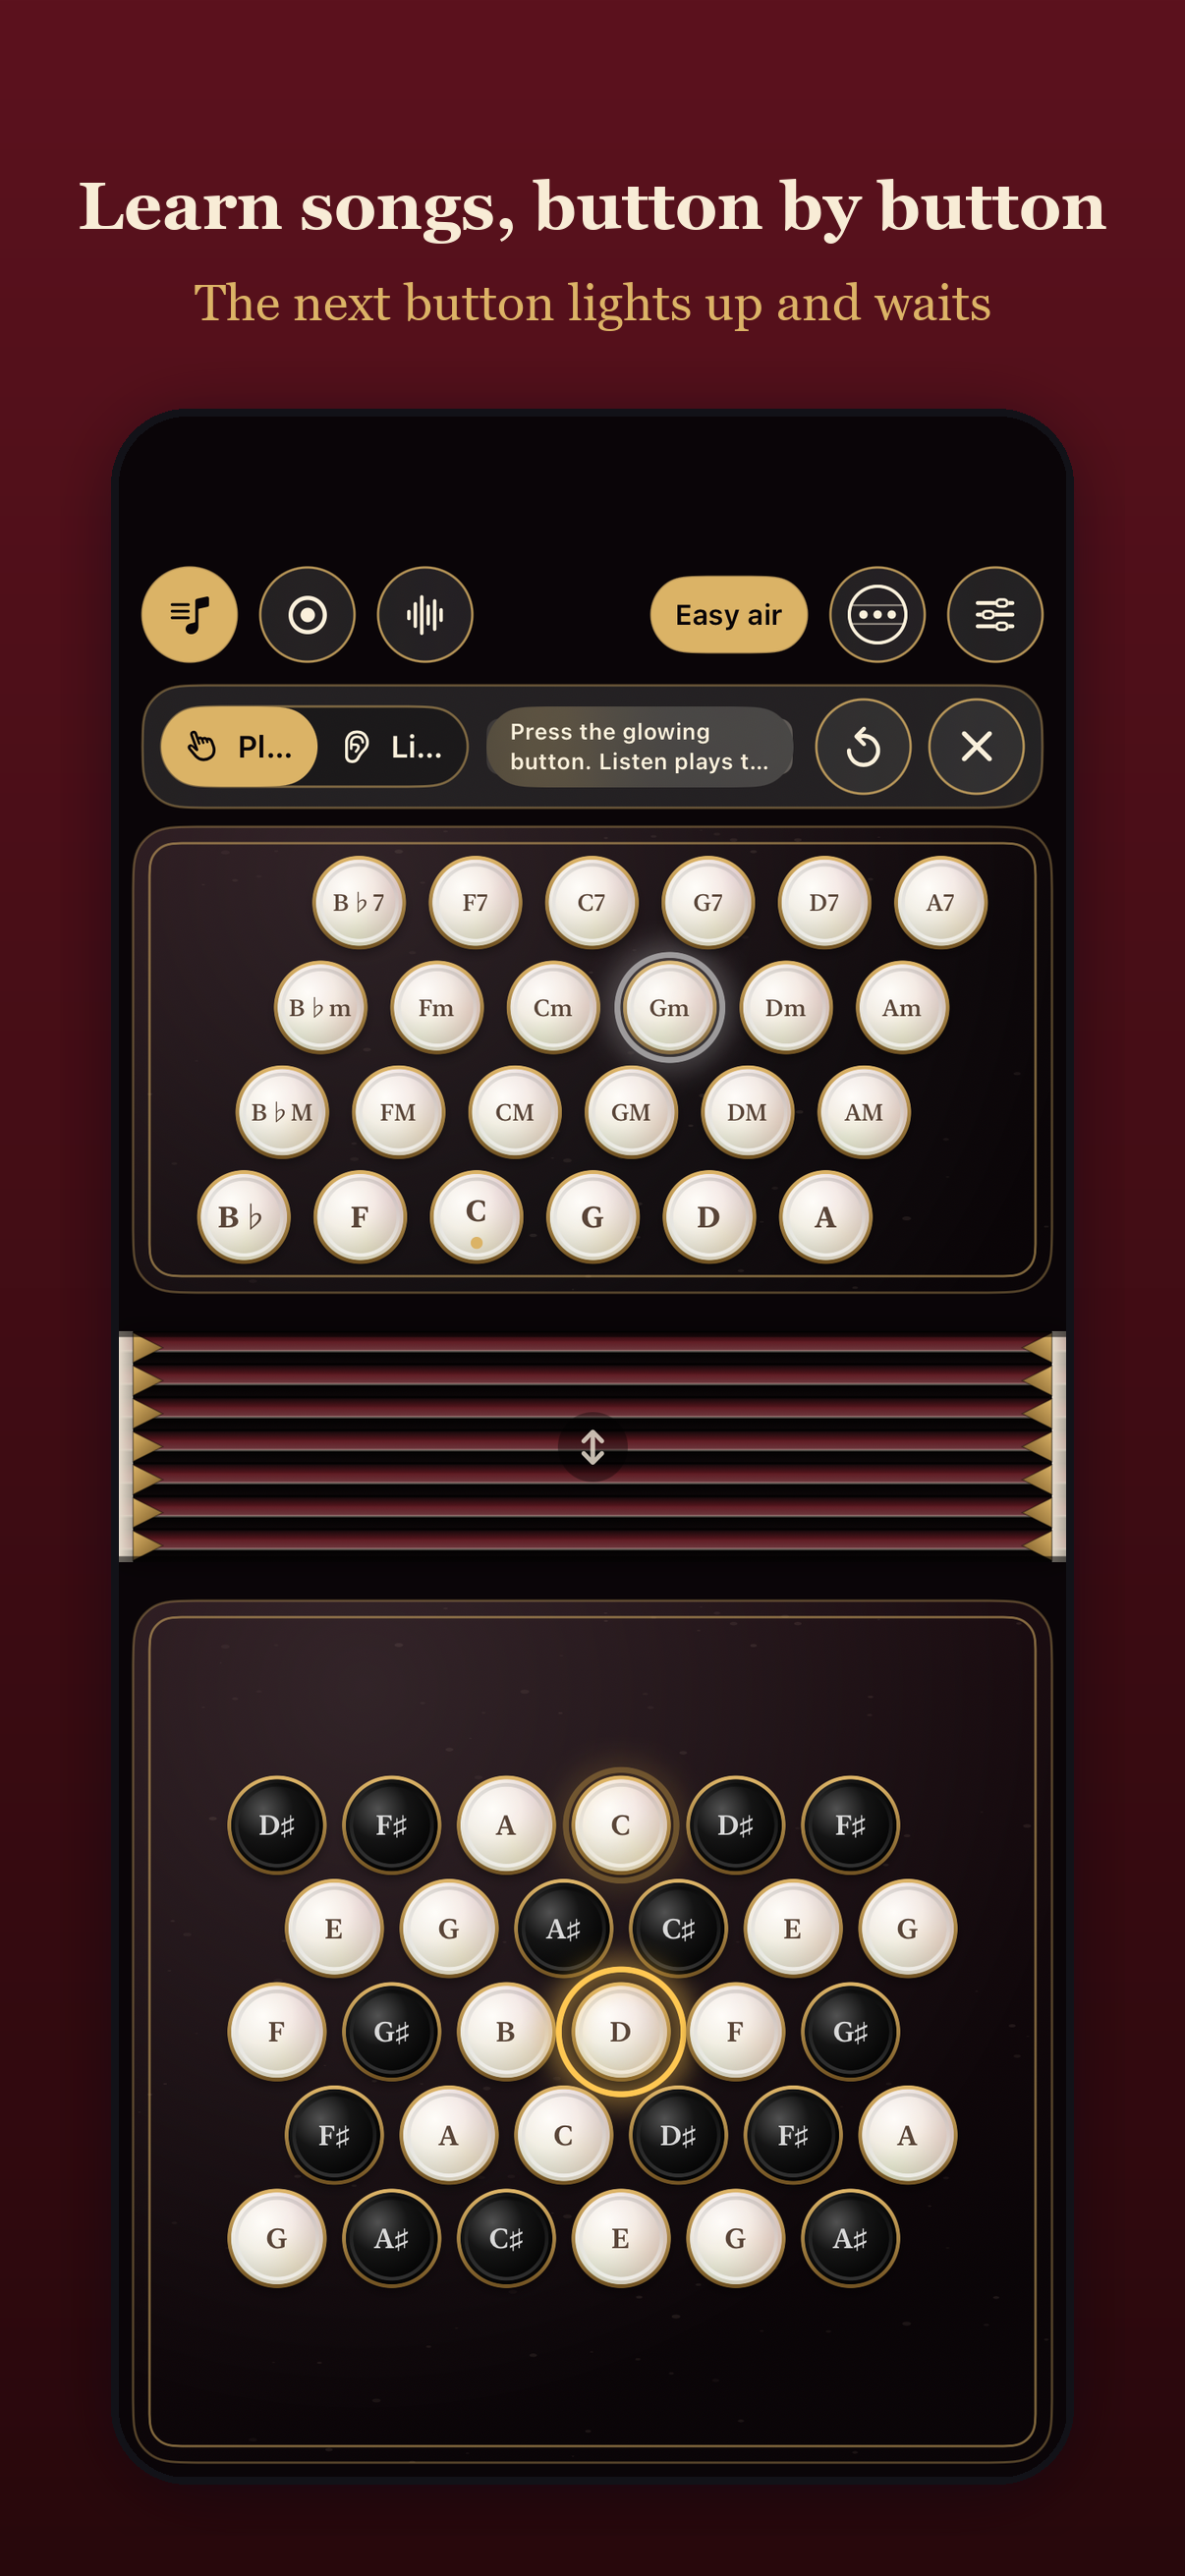 Learn songs, button by button
The next button lights up and waits
Easy air
Pl... Li... Press the glowing
button. Listen plays t...
B♭7 F7 C7 G7 D7 A7
B♭m Fm Cm Gm Dm Am
B♭M FM CM GM DM AM
B♭ F C G D A
D♯ F♯ A C D♯ F♯
E G A♯ C♯ E G
F G♯ B D F G♯
F♯ A C D♯ F♯ A
G A♯ C♯ E G A♯